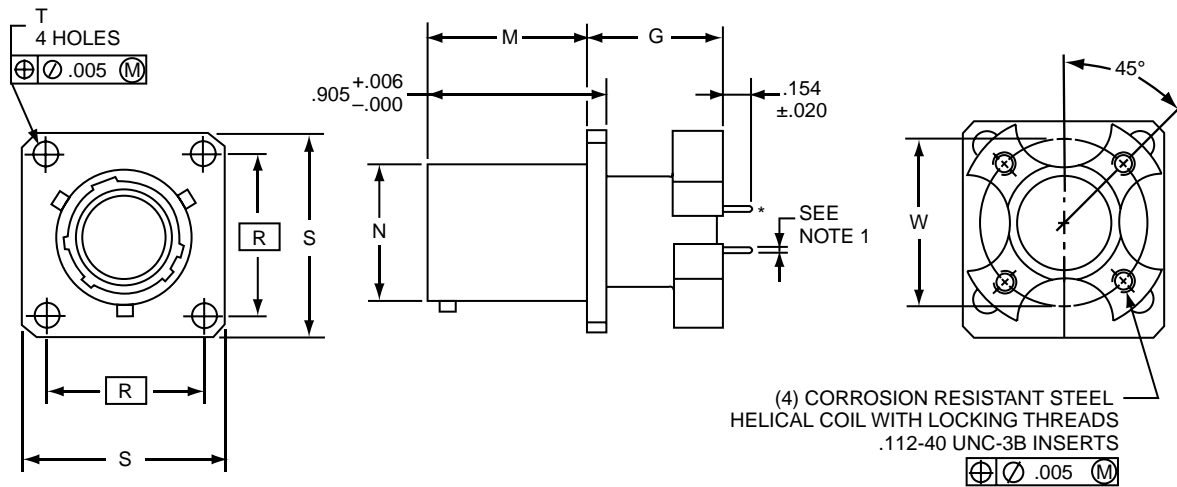 T
4 HOLES
⌖ ⌀ .005 Ⓜ
R
S
R
S
M
G
.905 +.006
–.000
.154
±.020
N
*
SEE
NOTE 1
45°
W
(4) CORROSION RESISTANT STEEL
HELICAL COIL WITH LOCKING THREADS
.112-40 UNC-3B INSERTS
⌖ ⌀ .005 Ⓜ